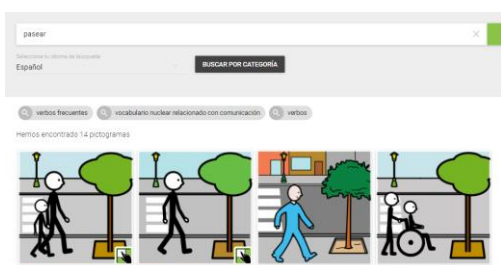 pasear
Seleccione tu idioma de búsqueda
Español
BUSCAR POR CATEGORÍA
verbos frecuentes
vocabulario nuclear relacionado con comunicación
verbos
Hemos encontrado 14 pictogramas